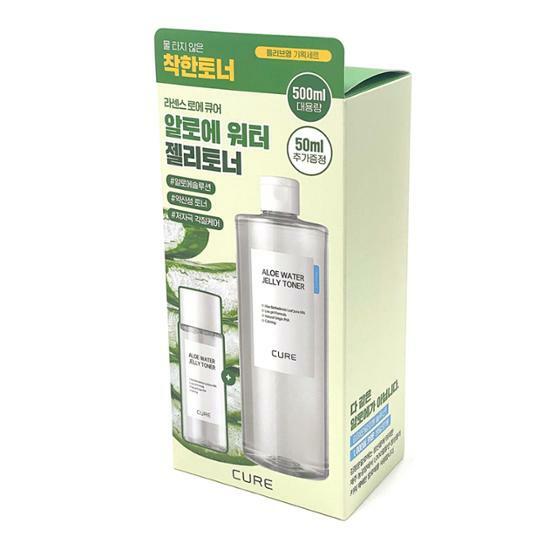 물 타지 않은
착한토너
올리브영 기획세트
500ml
대용량
50ml
추가증정
라센스 로에 큐어
알로에 워터
젤리토너
#알로에솔루션
#약산성 토너
#저자극 각질케어
ALOE WATER
JELLY TONER
CURE
ALOE WATER
JELLY TONER
CURE
+
CURE
다 같은
알로에가 아닙니다.